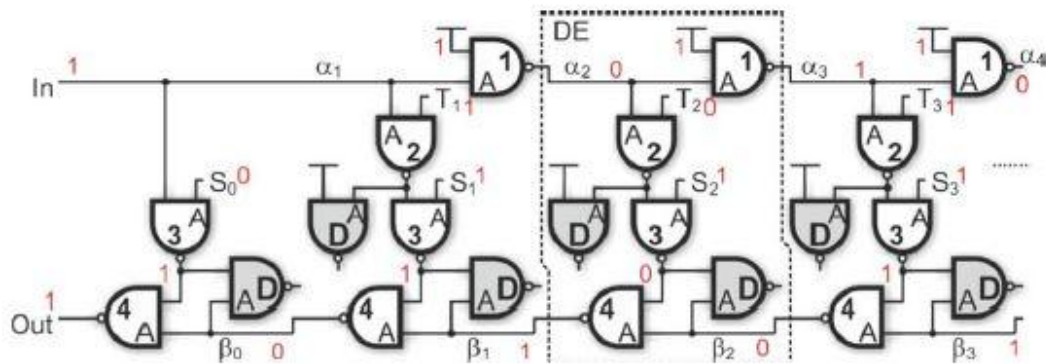 DE
1 1 1
1 1 α₂ 0 1 α₃ 1 1 α₄
In α₁ A A A 0
T₁ 1 T₂ 0 T₃ 1
A 2 A 2 A 2
S₀ 0 S₁ 1 S₂ 1 S₃ 1 ........
A A A A A A A
3 D 3 D 3 D 3
1 1 0 1
1 4 D 4 D 4 D 4 D
Out A A A A A A A A
β₀ 0 β₁ 1 β₂ 0 β₃ 1